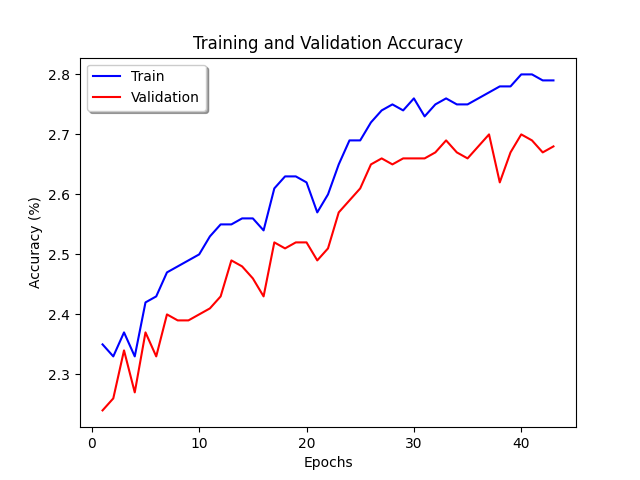 Training and Validation Accuracy
Train
Validation
2.8
2.7
2.6
2.5
2.4
2.3
Accuracy (%)
0
10
20
30
40
Epochs